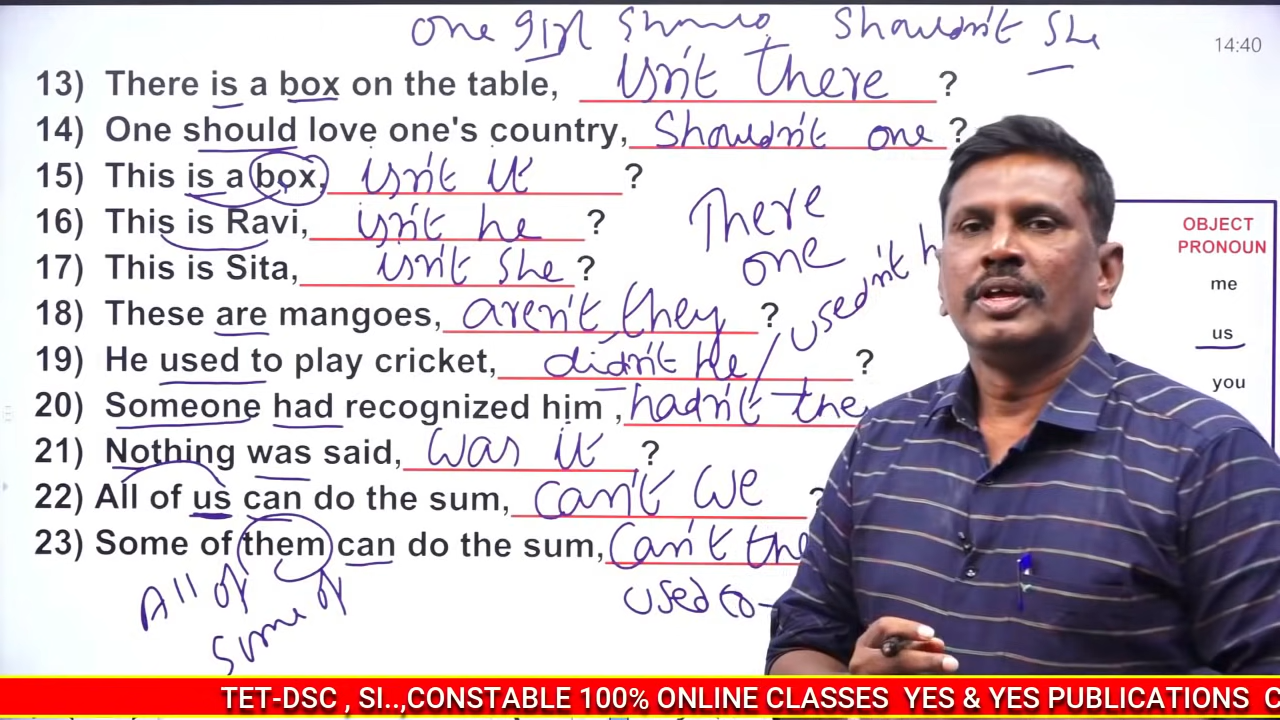 one girl should shouldn't she
14:40
13) There is a box on the table, isn't there ?
14) One should love one's country, Shouldn't one ?
15) This is a box, isn't it ?
16) This is Ravi, isn't he ?
There
one
17) This is Sita, isn't she ?
18) These are mangoes, aren't they ?
19) He used to play cricket, didn't he / usedn't h ?
20) Someone had recognized him , hadn't the
21) Nothing was said, was it ?
22) All of us can do the sum, can't we ?
23) Some of them can do the sum, Can't the
All of
some of
used to
OBJECT
PRONOUN
me
us
you
TET-DSC , SI..,CONSTABLE 100% ONLINE CLASSES YES & YES PUBLICATIONS C